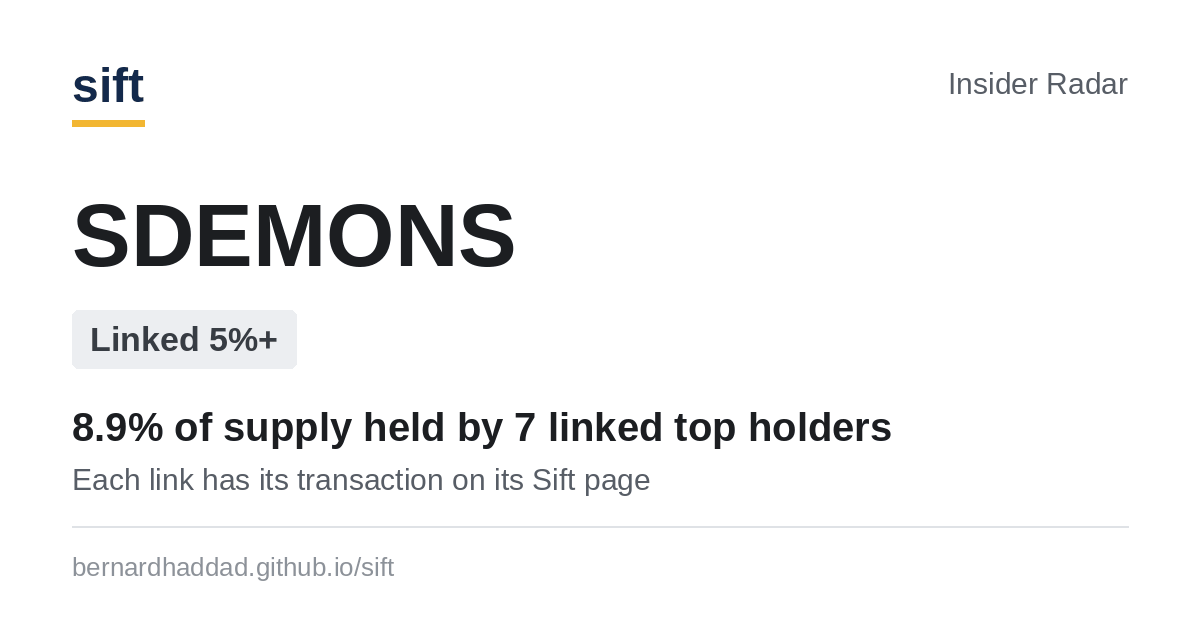 sift
Insider Radar
SDEMONS
Linked 5%+
8.9% of supply held by 7 linked top holders
Each link has its transaction on its Sift page
bernardhaddad.github.io/sift